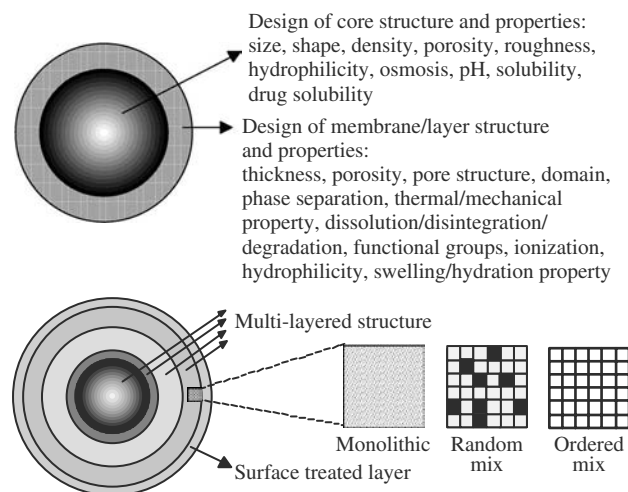 Design of core structure and properties:
size, shape, density, porosity, roughness,
hydrophilicity, osmosis, pH, solubility,
drug solubility
Design of membrane/layer structure
and properties:
thickness, porosity, pore structure, domain,
phase separation, thermal/mechanical
property, dissolution/disintegration/
degradation, functional groups, ionization,
hydrophilicity, swelling/hydration property
Multi-layered structure
Monolithic
Random
mix
Ordered
mix
Surface treated layer